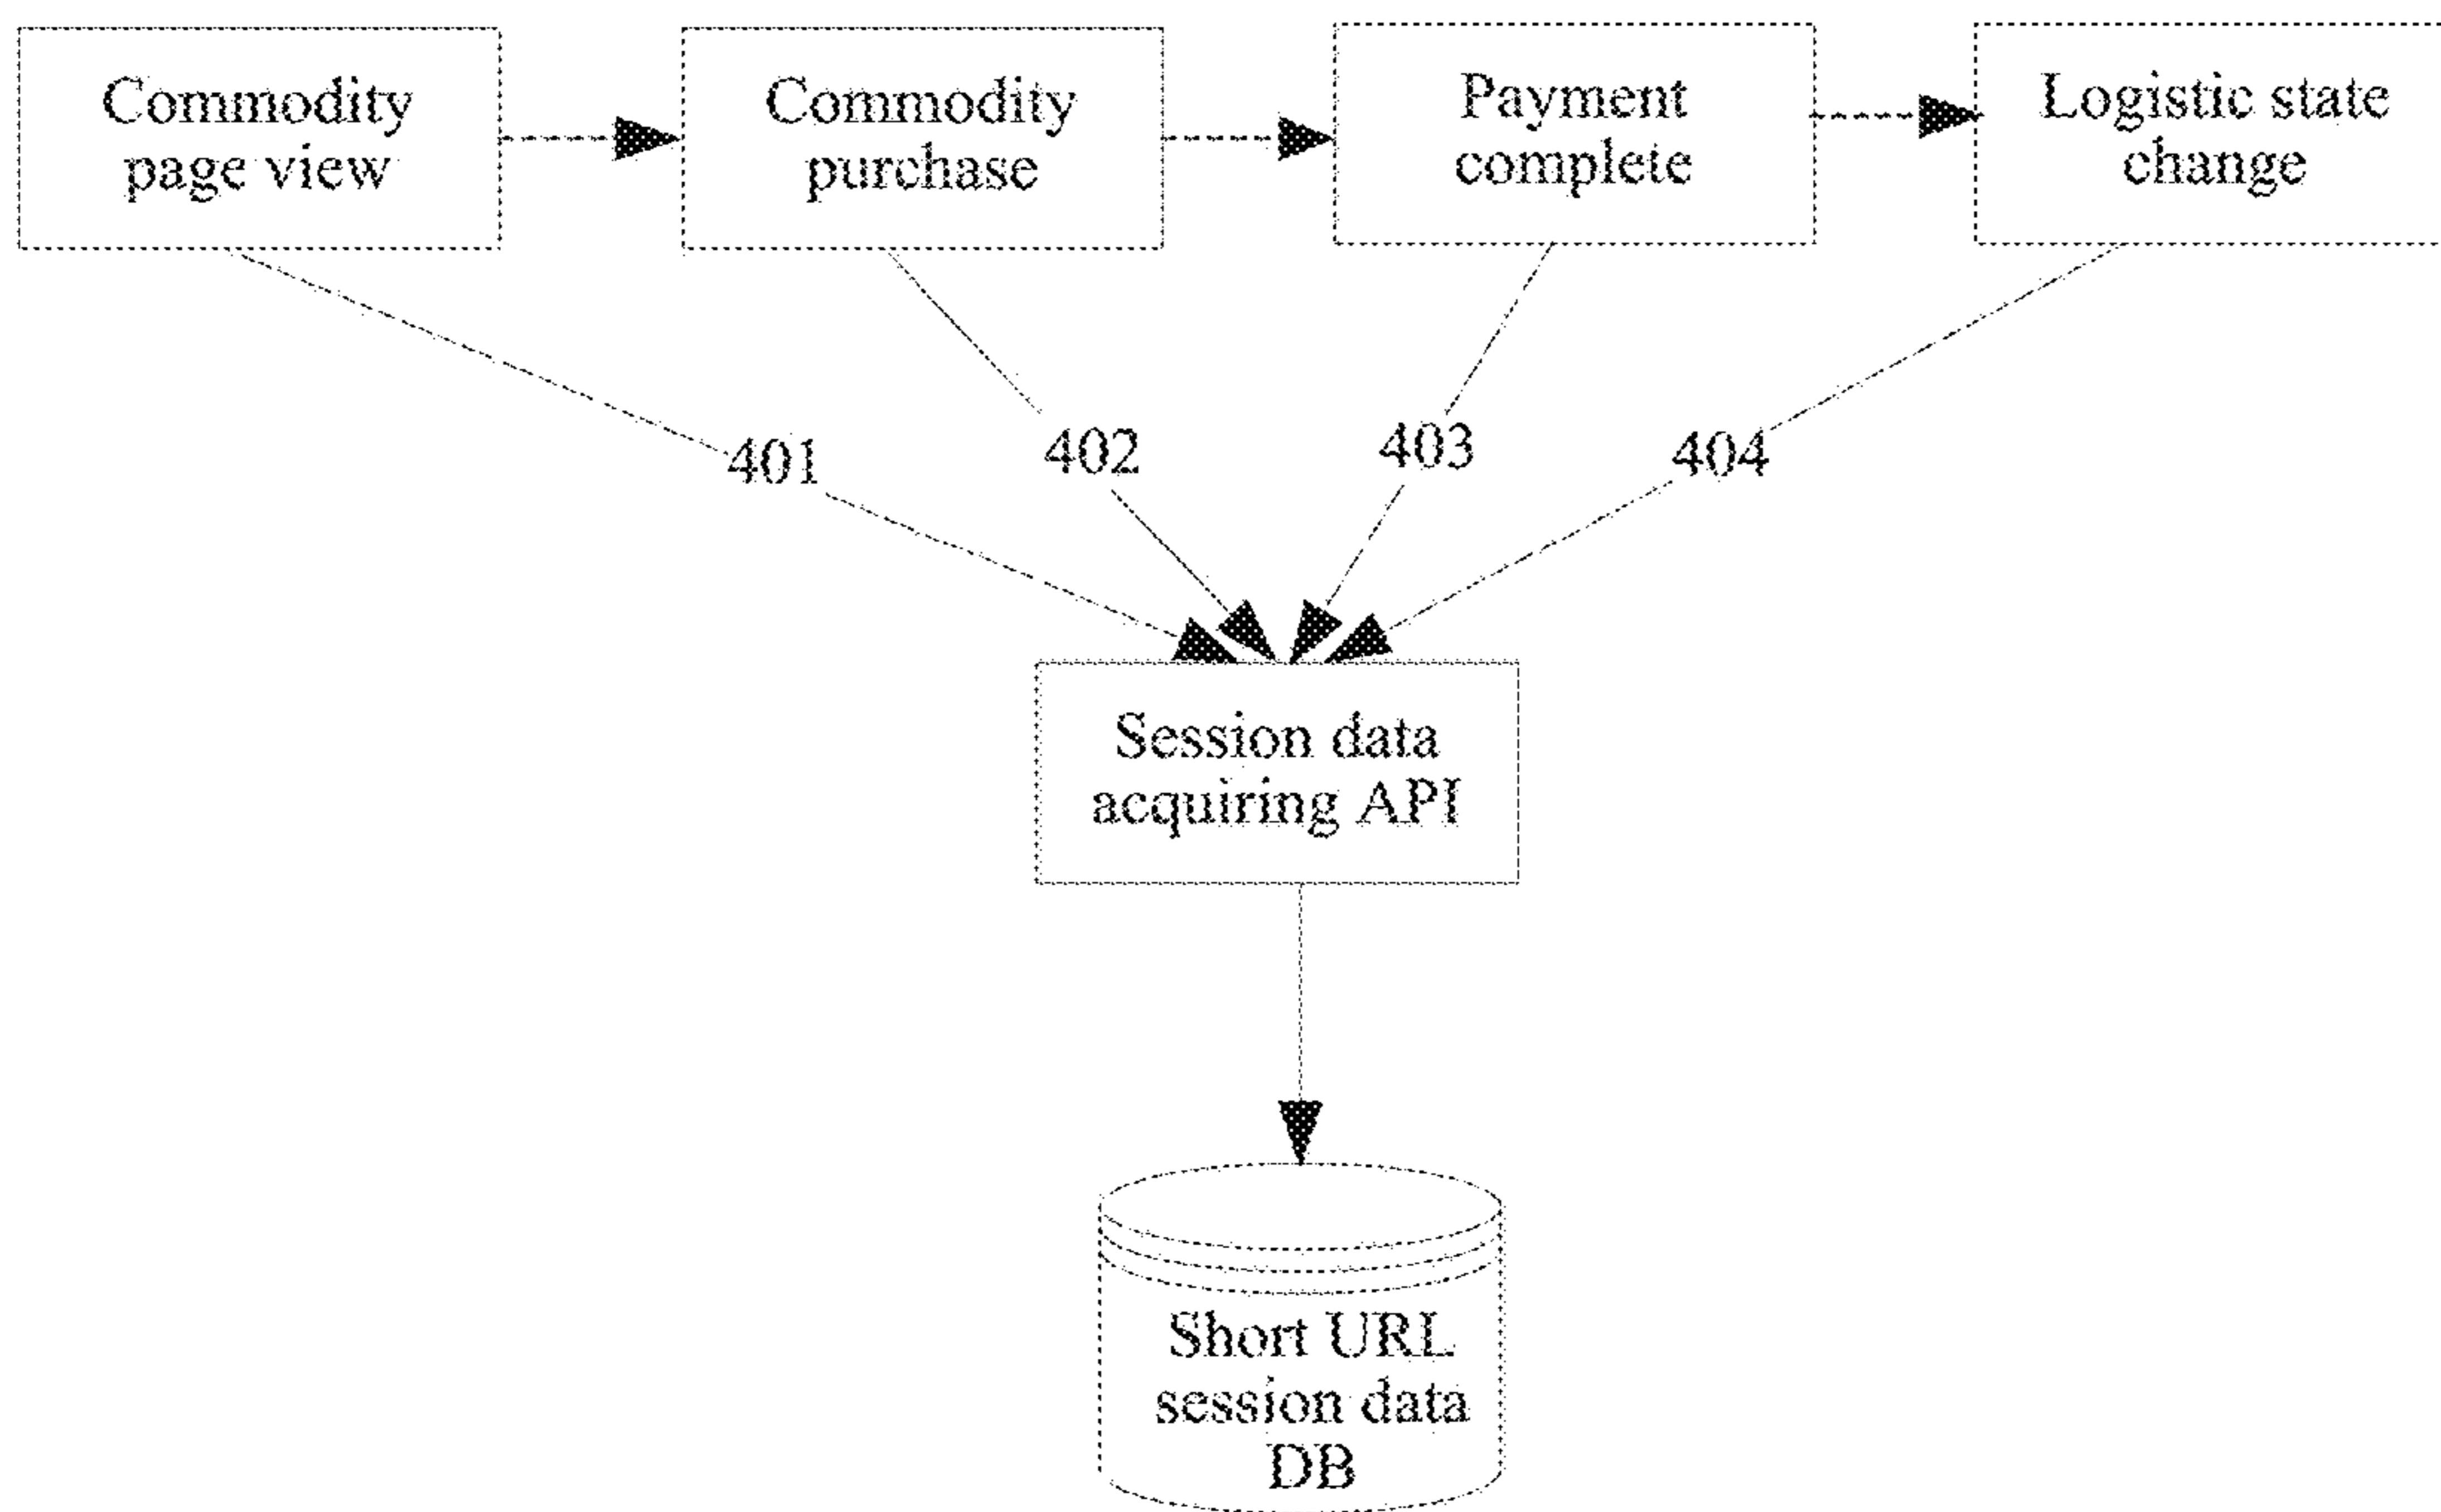 Commodity
page view
Commodity
purchase
Payment
complete
Logistic state
change
401
402
403
404
Session data
acquiring API
Short URL
session data
DB